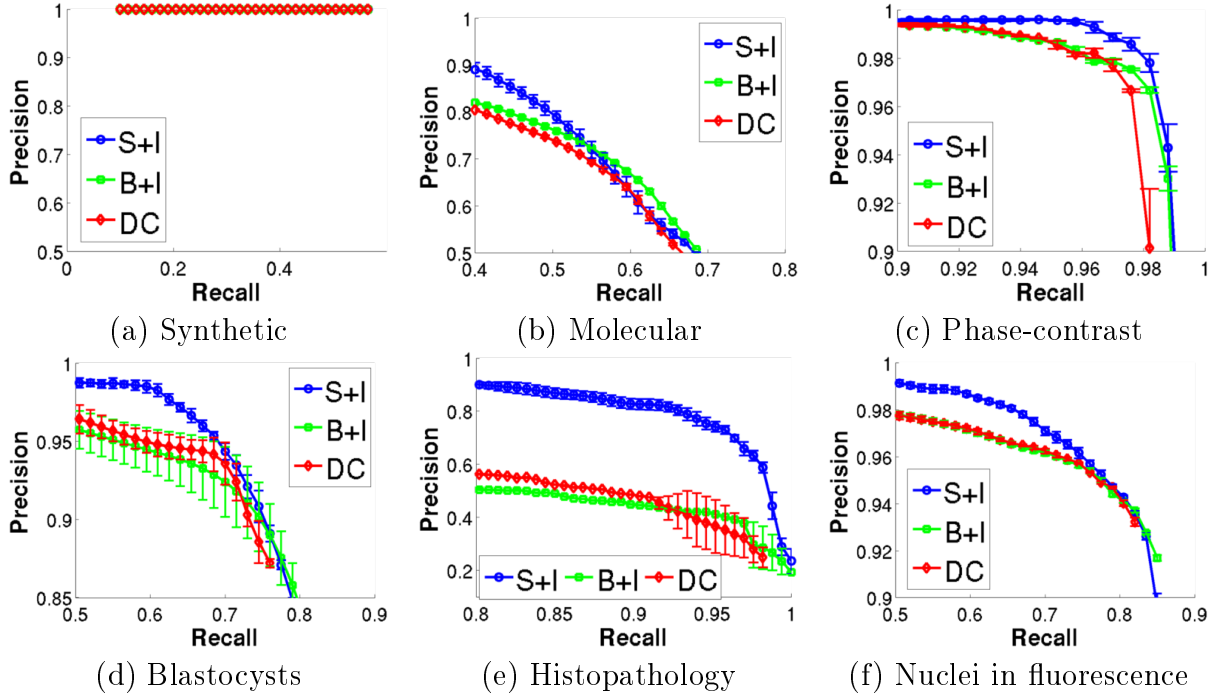 Precision
1
0.9
0.8
0.7
0.6
0.5
0
0.2
0.4
Recall
S+I
B+I
DC
(a) Synthetic
Precision
1
0.9
0.8
0.7
0.6
0.5
0.4
0.5
0.6
0.7
0.8
Recall
S+I
B+I
DC
(b) Molecular
Precision
1
0.98
0.96
0.94
0.92
0.9
0.9
0.92
0.94
0.96
0.98
1
Recall
S+I
B+I
DC
(c) Phase-contrast
Precision
1
0.95
0.9
0.85
0.5
0.6
0.7
0.8
0.9
Recall
S+I
B+I
DC
(d) Blastocysts
Precision
1
0.8
0.6
0.4
0.2
0.8
0.85
0.9
0.95
1
Recall
S+I B+I DC
(e) Histopathology
Precision
1
0.98
0.96
0.94
0.92
0.9
0.5
0.6
0.7
0.8
0.9
Recall
S+I
B+I
DC
(f) Nuclei in fluorescence